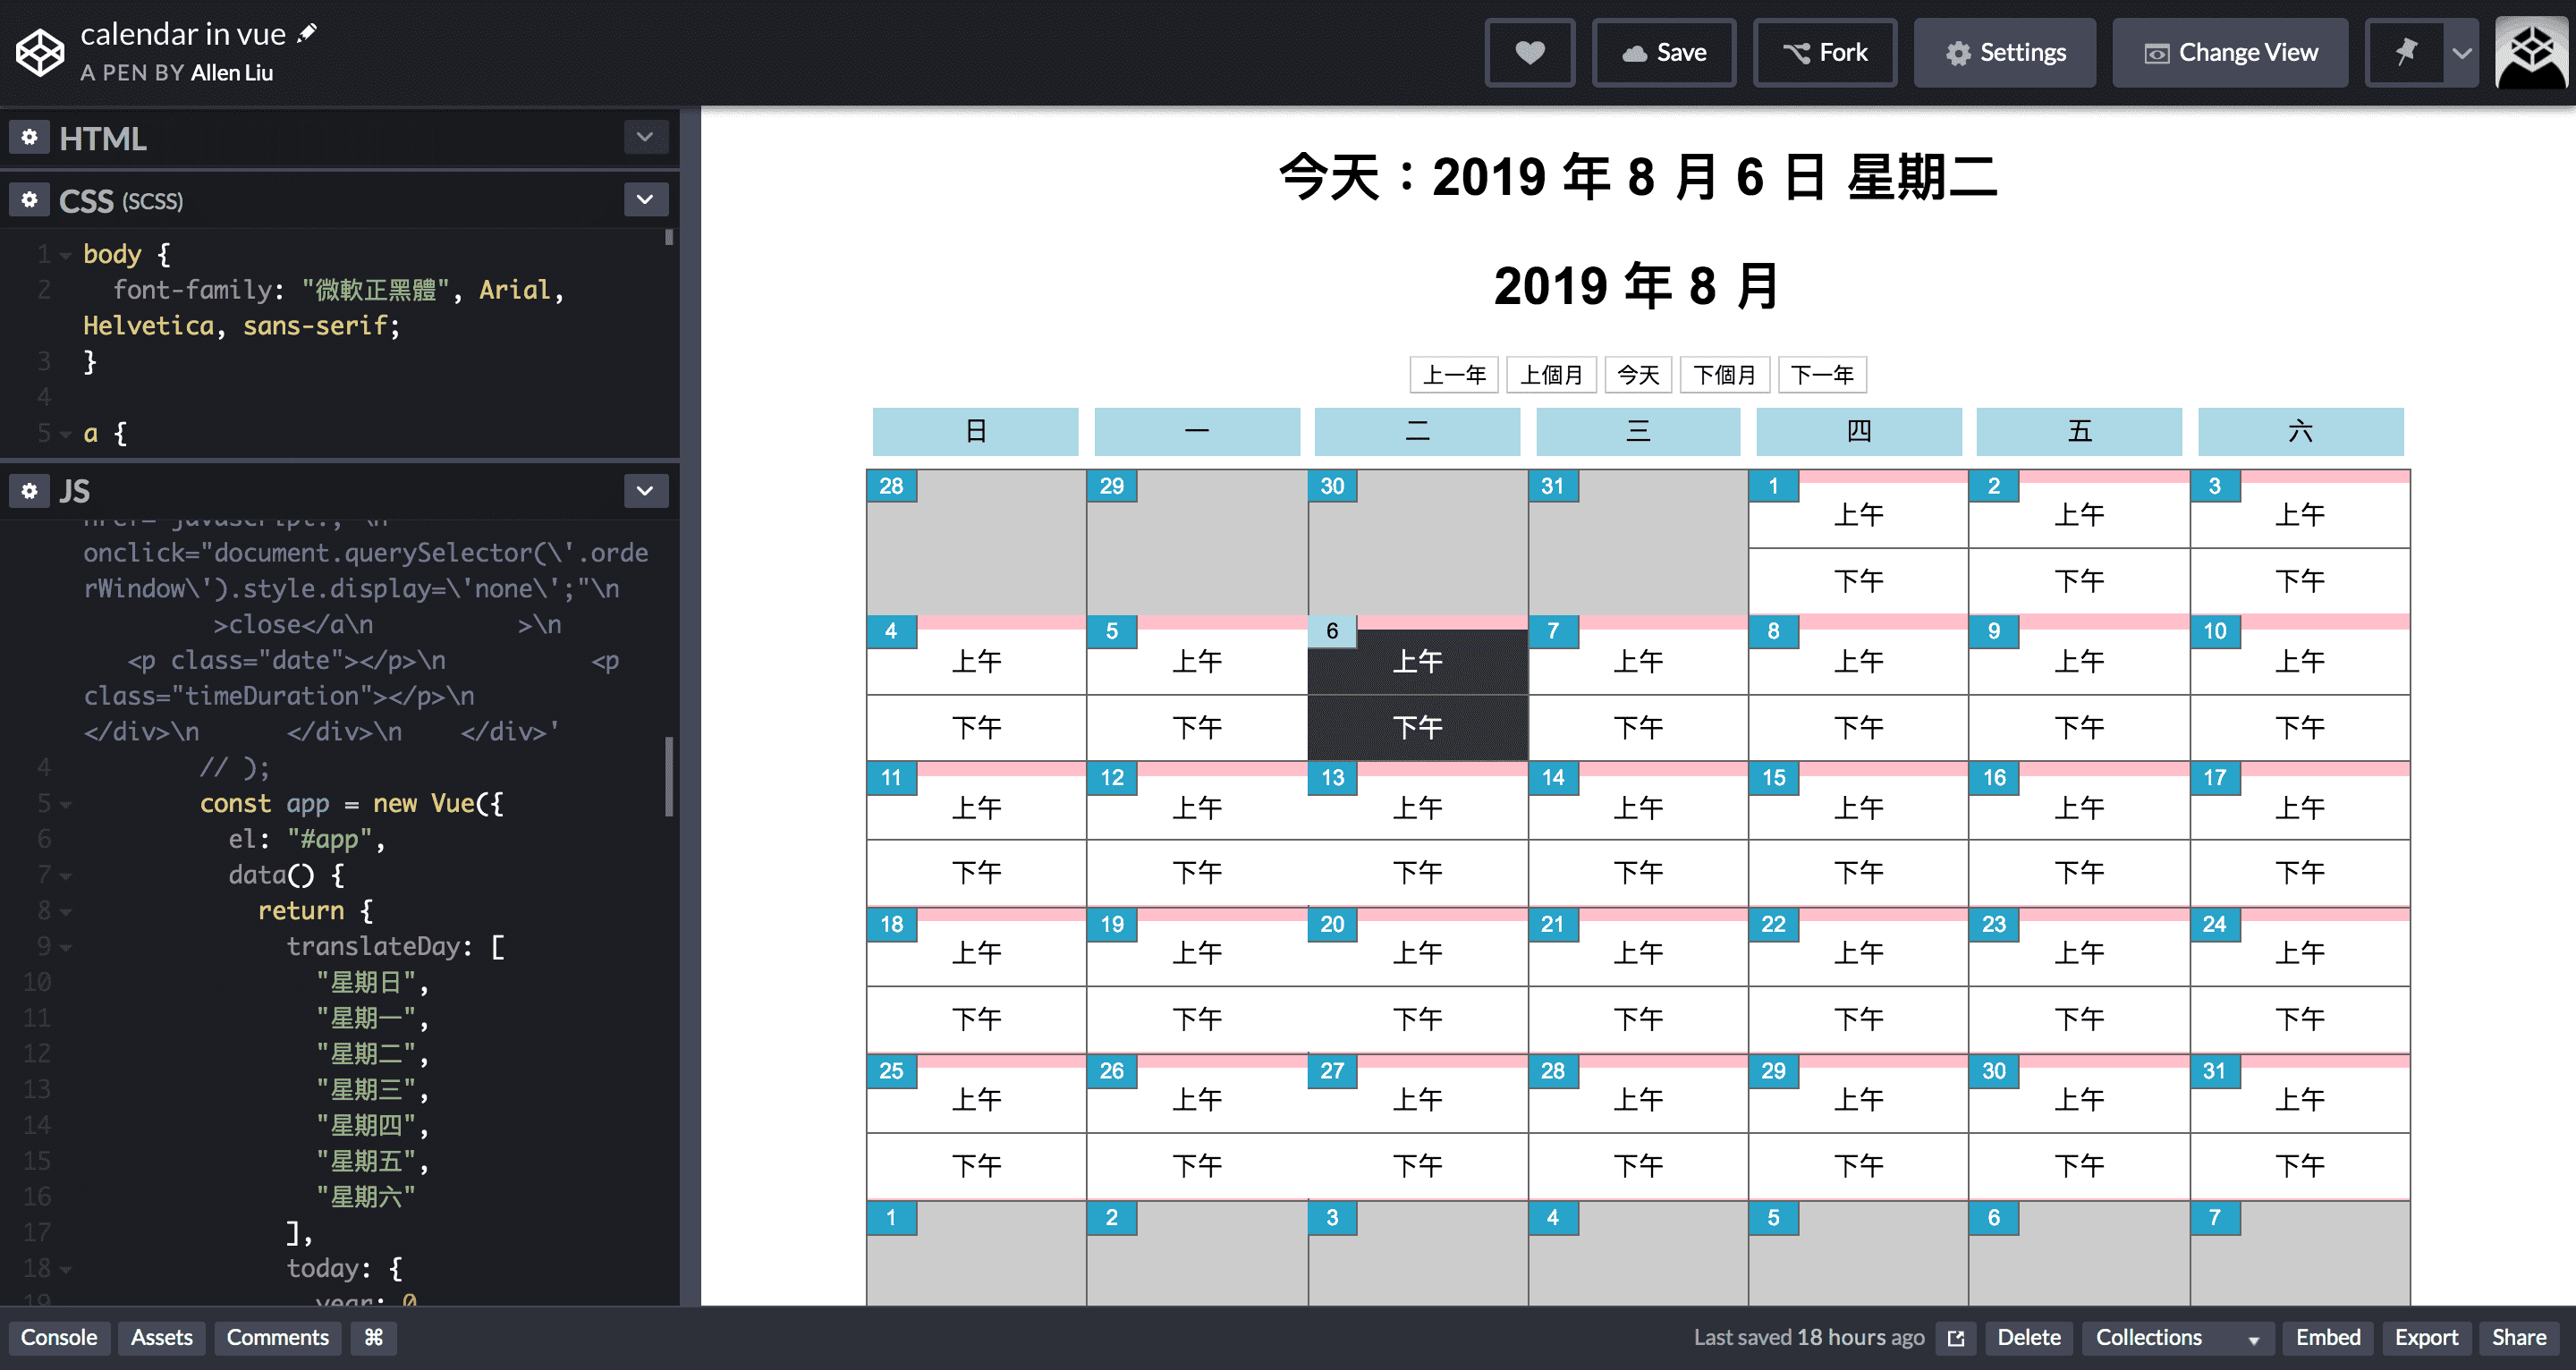 calendar in vue
A PEN BY Allen Liu
Save
Fork
Settings
Change View
HTML
CSS (SCSS)
1 body {
2 font-family: "微軟正黑體", Arial,
Helvetica, sans-serif;
3 }
4
5 a {
JS
onclick="document.querySelector(\'.orde
rWindow\').style.display=\'none\';"\n
>close</a\n >\n
<p class="date"></p>\n <p
class="timeDuration"></p>\n
</div>\n </div>\n </div>'
4 // );
5 const app = new Vue({
6 el: "#app",
7 data() {
8 return {
9 translateDay: [
10 "星期日",
11 "星期一",
12 "星期二",
13 "星期三",
14 "星期四",
15 "星期五",
16 "星期六"
17 ],
18 today: {
19 year: 0
今天：2019 年 8 月 6 日 星期二
2019 年 8 月
上一年 上個月 今天 下個月 下一年
日 一 二 三 四 五 六
28 29 30 31 1 2 3
上午 上午 上午
下午 下午 下午
4 5 6 7 8 9 10
上午 上午 上午 上午 上午 上午 上午
下午 下午 下午 下午 下午 下午 下午
11 12 13 14 15 16 17
上午 上午 上午 上午 上午 上午 上午
下午 下午 下午 下午 下午 下午 下午
18 19 20 21 22 23 24
上午 上午 上午 上午 上午 上午 上午
下午 下午 下午 下午 下午 下午 下午
25 26 27 28 29 30 31
上午 上午 上午 上午 上午 上午 上午
下午 下午 下午 下午 下午 下午 下午
1 2 3 4 5 6 7
Console Assets Comments ⌘
Last saved 18 hours ago Delete Collections Embed Export Share